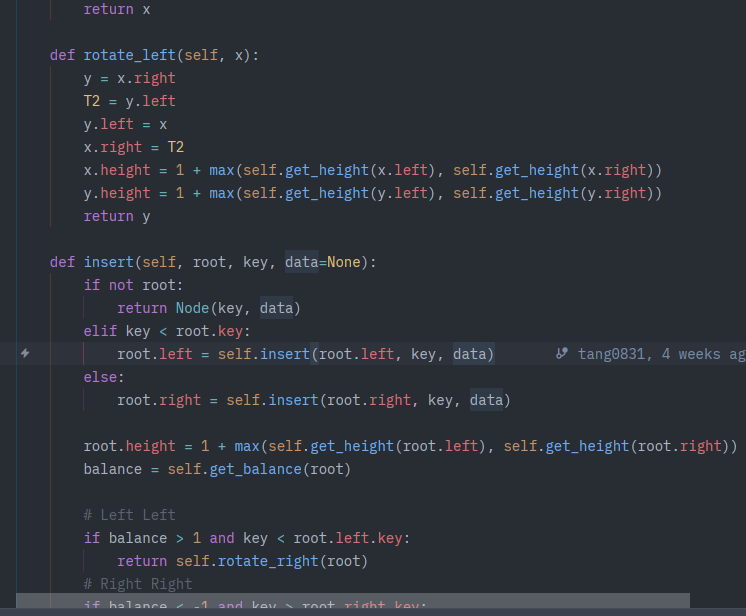 return x

    def rotate_left(self, x):
        y = x.right
        T2 = y.left
        y.left = x
        x.right = T2
        x.height = 1 + max(self.get_height(x.left), self.get_height(x.right))
        y.height = 1 + max(self.get_height(y.left), self.get_height(y.right))
        return y

    def insert(self, root, key, data=None):
        if not root:
            return Node(key, data)
        elif key < root.key:
            root.left = self.insert(root.left, key, data) tang0831, 4 weeks ag
        else:
            root.right = self.insert(root.right, key, data)

        root.height = 1 + max(self.get_height(root.left), self.get_height(root.right))
        balance = self.get_balance(root)

        # Left Left
        if balance > 1 and key < root.left.key:
            return self.rotate_right(root)
        # Right Right
        if balance < -1 and key > root.right.key: